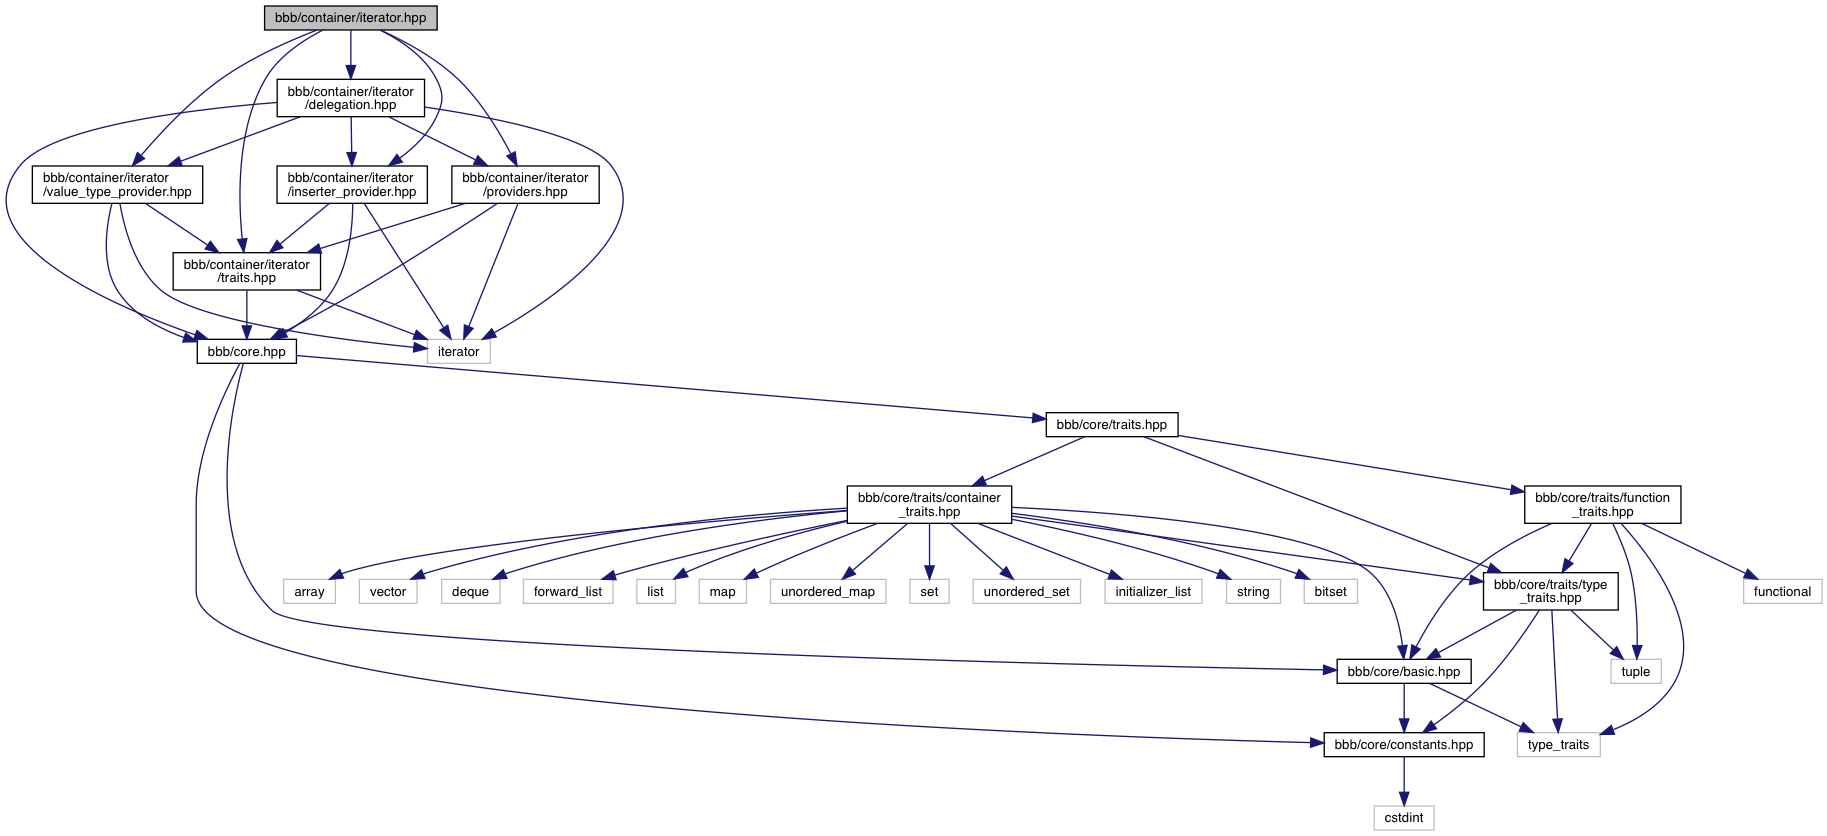 bbb/container/iterator.hpp
bbb/container/iterator
/delegation.hpp
bbb/container/iterator
/value_type_provider.hpp
bbb/container/iterator
/inserter_provider.hpp
bbb/container/iterator
/providers.hpp
bbb/container/iterator
/traits.hpp
bbb/core.hpp
iterator
bbb/core/traits.hpp
bbb/core/traits/container
_traits.hpp
bbb/core/traits/function
_traits.hpp
array
vector
deque
forward_list
list
map
unordered_map
set
unordered_set
initializer_list
string
bitset
bbb/core/traits/type
_traits.hpp
functional
bbb/core/basic.hpp
tuple
bbb/core/constants.hpp
type_traits
cstdint